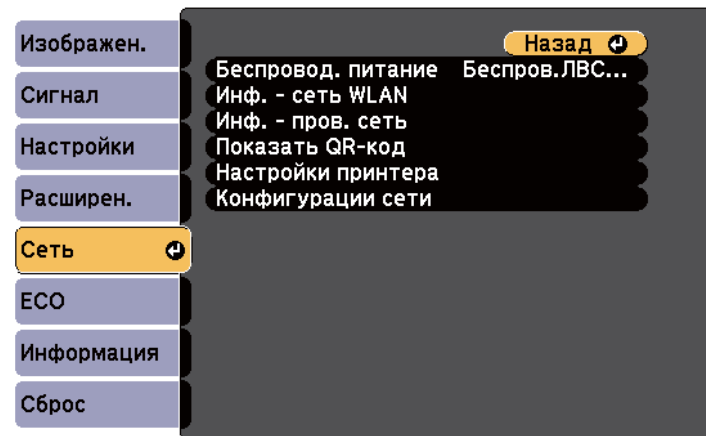 Изображен.
Сигнал
Настройки
Расширен.
Сеть
ECO
Информация
Сброс
Назад
Беспровод. питание Беспров.ЛВС...
Инф. - сеть WLAN
Инф. - пров. сеть
Показать QR-код
Настройки принтера
Конфигурации сети